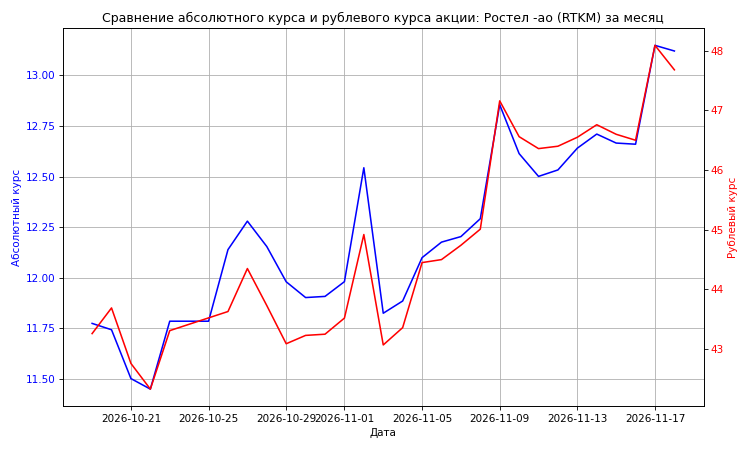 Сравнение абсолютного курса и рублевого курса акции: Ростел -ао (RTKM) за месяц
13.00
12.75
12.50
12.25
12.00
11.75
11.50
Абсолютный курс
48
47
46
45
44
43
Рублевый курс
2026-10-21 2026-10-25 2026-10-29 2026-11-01 2026-11-05 2026-11-09 2026-11-13 2026-11-17
Дата